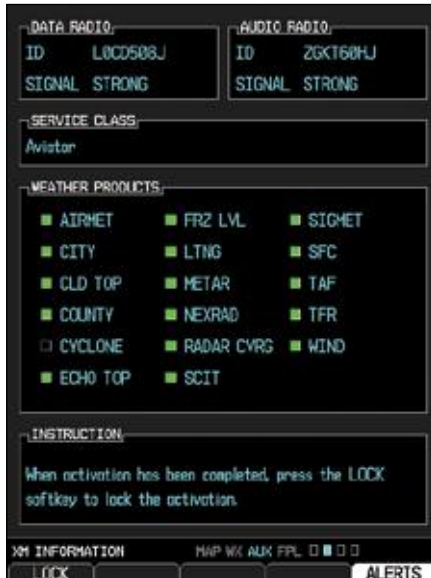 DATA RADIO
ID L0CD508J
SIGNAL STRONG
AUDIO RADIO
ID ZGKT60HJ
SIGNAL STRONG
SERVICE CLASS
Aviator
WEATHER PRODUCTS
AIRMET FRZ LVL SIGMET
CITY LTNG SFC
CLD TOP METAR TAF
COUNTY NEXRAD TFR
CYCLONE RADAR CVRG WIND
ECHO TOP SCIT
INSTRUCTION
When activation has been completed, press the LOCK
softkey to lock the activation.
XM INFORMATION MAP WX AUX FPL
LOCK ALERTS